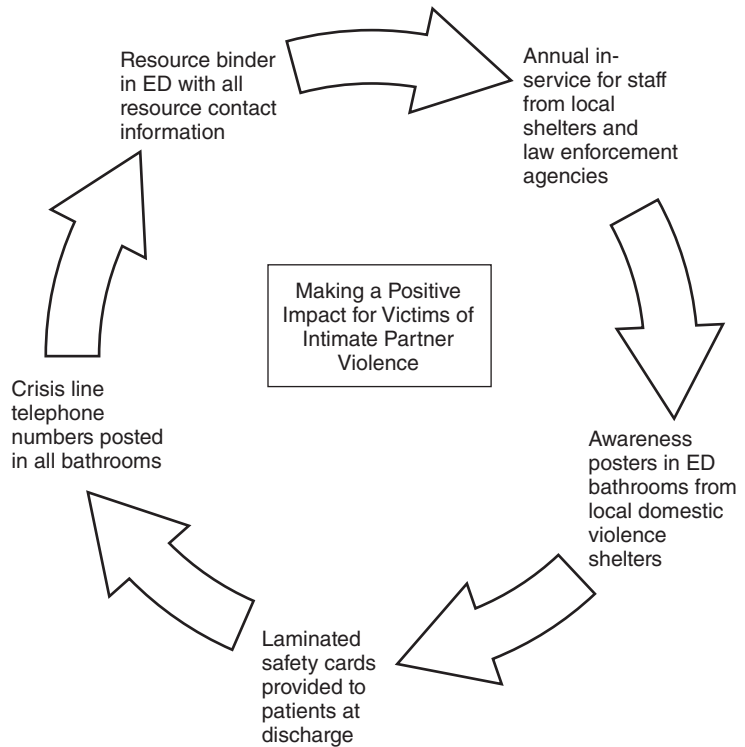 Resource binder
in ED with all
resource contact
information
Annual in-
service for staff
from local
shelters and
law enforcement
agencies
Making a Positive
Impact for Victims of
Intimate Partner
Violence
Awareness
posters in ED
bathrooms from
local domestic
violence
shelters
Laminated
safety cards
provided to
patients at
discharge
Crisis line
telephone
numbers posted
in all bathrooms